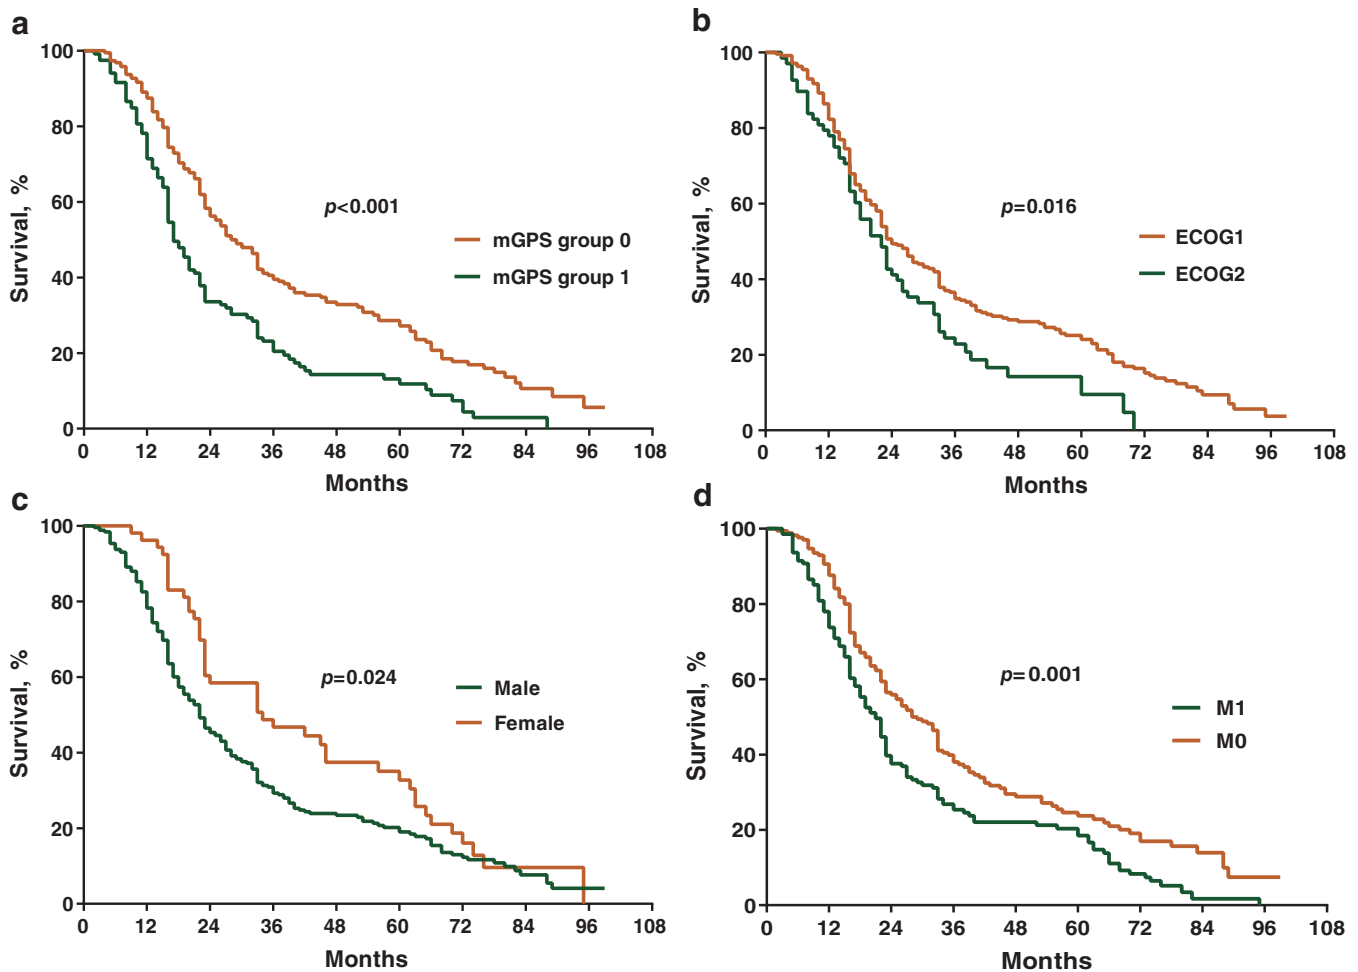 a
100
80
60
40
20
0
Survival, %
p<0.001
mGPS group 0
mGPS group 1
0 12 24 36 48 60 72 84 96 108
Months
b
100
80
60
40
20
0
Survival, %
p=0.016
ECOG1
ECOG2
0 12 24 36 48 60 72 84 96 108
Months
c
100
80
60
40
20
0
Survival, %
p=0.024
Male
Female
0 12 24 36 48 60 72 84 96 108
Months
d
100
80
60
40
20
0
Survival, %
p=0.001
M1
M0
0 12 24 36 48 60 72 84 96 108
Months